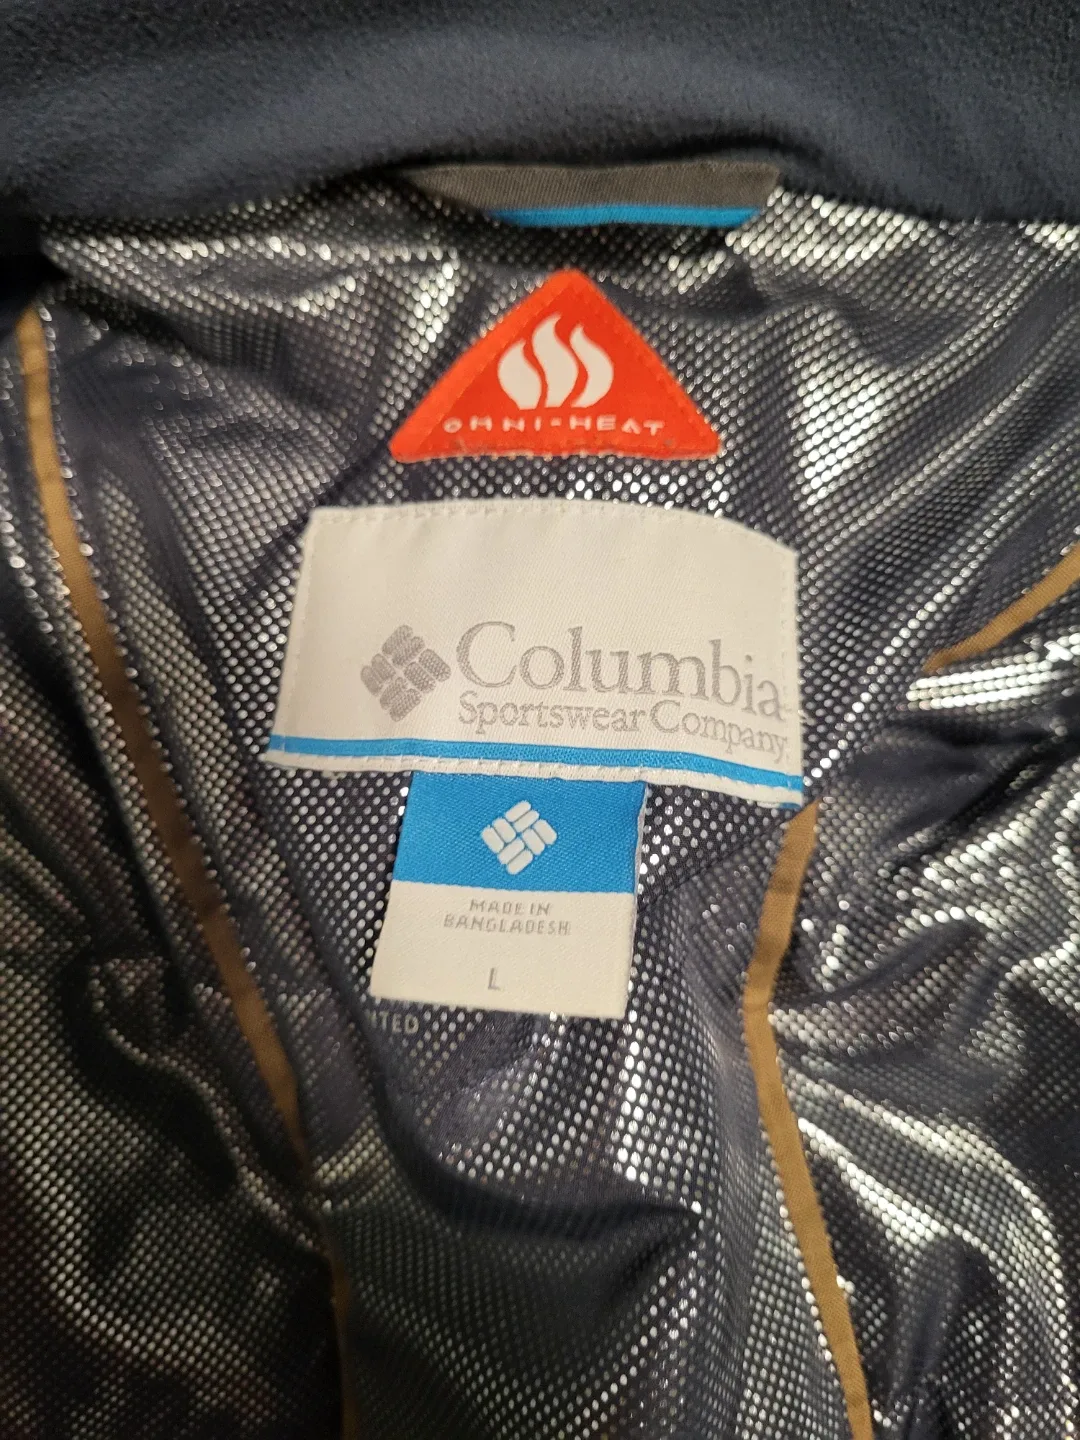 OMNI-HEAT
Columbia
Sportswear Company
MADE IN
BANGLADESH
L